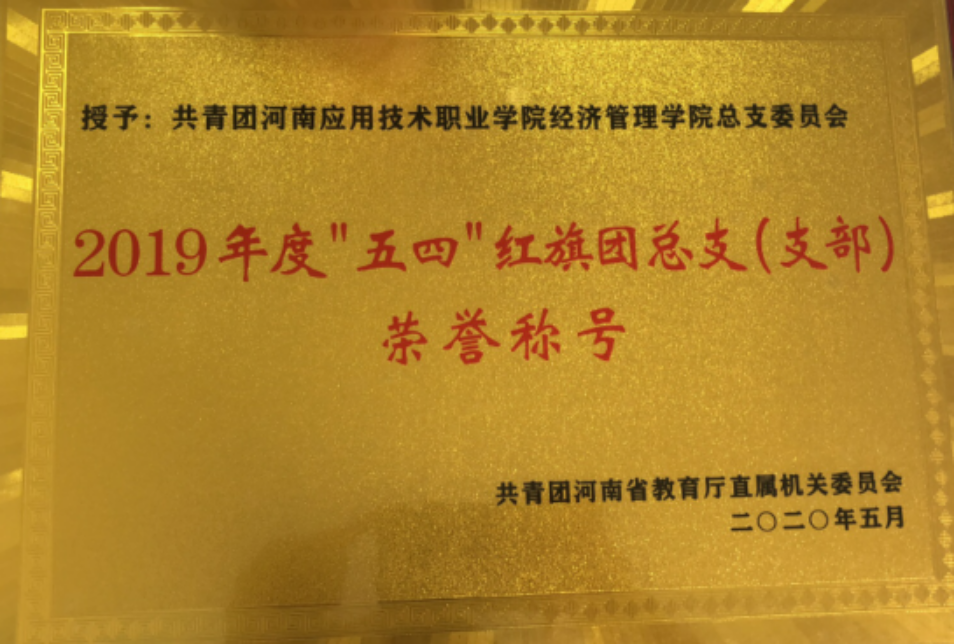 授予：共青团河南应用技术职业学院经济管理学院总支委员会
2019年度"五四"红旗团总支(支部)
荣誉称号
共青团河南省教育厅直属机关委员会
二〇二〇年五月